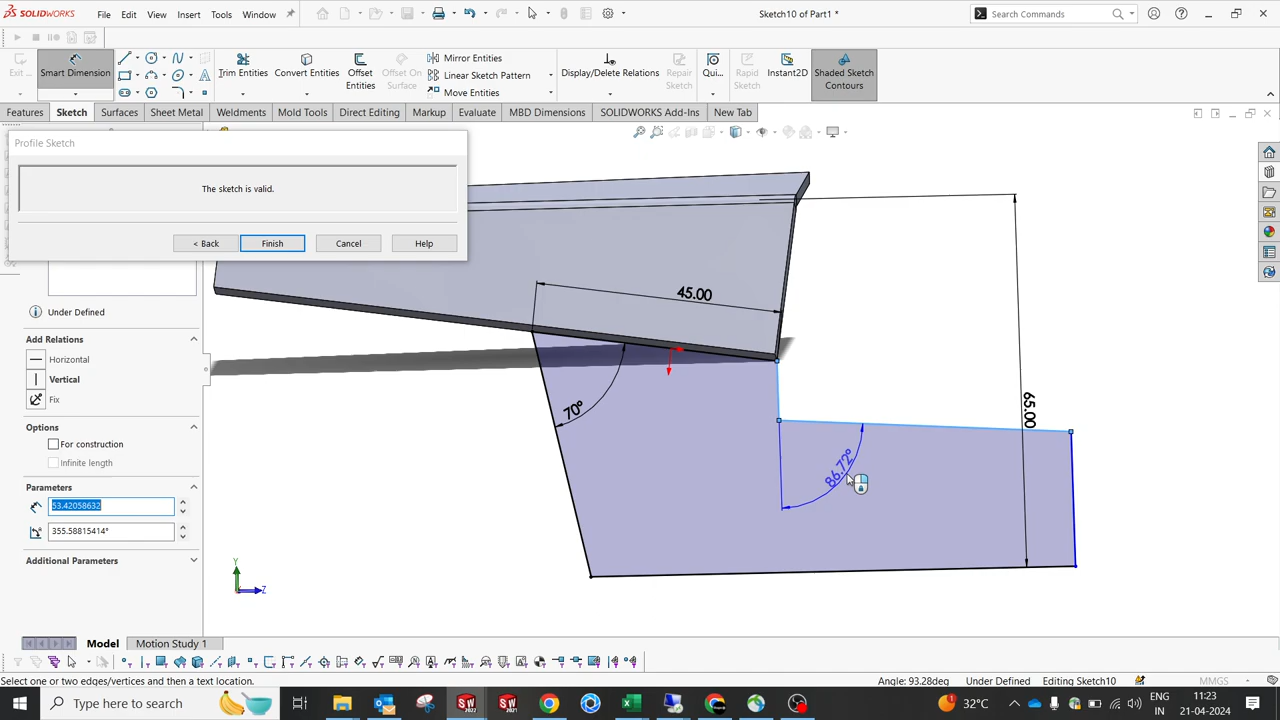 SOLIDWORKS File Edit View Insert Tools Window Sketch10 of Part1 * Search Commands
Exit ... Smart Dimension Trim Entities Convert Entities Offset Entities Offset On Surface Mirror Entities Linear Sketch Pattern Move Entities Display/Delete Relations Repair Sketch Qui... Rapid Sketch Instant2D Shaded Sketch Contours
Features Sketch Surfaces Sheet Metal Weldments Mold Tools Direct Editing Markup Evaluate MBD Dimensions SOLIDWORKS Add-Ins New Tab
Profile Sketch
The sketch is valid.
< Back Finish Cancel Help
Under Defined
Add Relations
Horizontal
Vertical
Fix
Options
For construction
Infinite length
Parameters
53.42058632
355.58815414°
Additional Parameters
45.00
70°
65.00
86.72°
Y
Z
Model Motion Study 1
Select one or two edges/vertices and then a text location. Angle: 93.28deg Under Defined Editing Sketch10 MMGS
Type here to search 32°C ENG 11:23
IN 21-04-2024
SW 2022 SW 2021